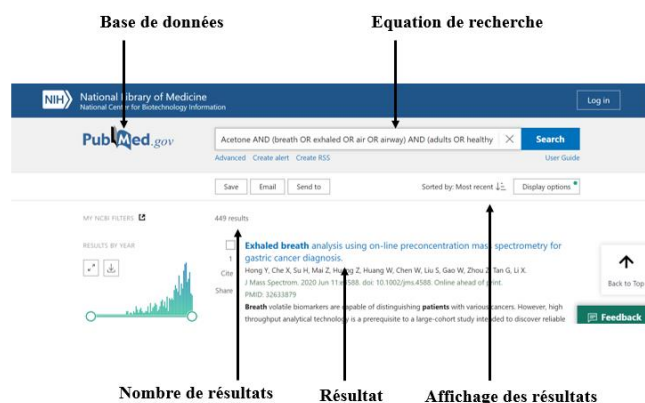 Base de données
Equation de recherche
NIH National Library of Medicine
National Center for Biotechnology Information
Log in
PubMed.gov
Acetone AND (breath OR exhaled OR air OR airway) AND (adults OR healthy
Search
Advanced Create alert Create RSS
User Guide
Save Email Send to
Sorted by: Most recent
Display options
MY NCBI FILTERS
449 results
RESULTS BY YEAR
Exhaled breath analysis using on-line preconcentration mass spectrometry for
1
gastric cancer diagnosis.
Cite
Hong Y, Che X, Su H, Mai Z, Huang Z, Huang W, Chen W, Liu S, Gao W, Zhou Z, Tan G, Li X.
Share
J Mass Spectrom. 2020 Jun 11:e4588. doi: 10.1002/jms.4588. Online ahead of print.
PMID: 32633879
Breath volatile biomarkers are capable of distinguishing patients with various cancers. However, high
throughput analytical technology is a prerequisite to a large-cohort study intended to discover reliable
Back to Top
Feedback
Nombre de résultats
Résultat
Affichage des résultats